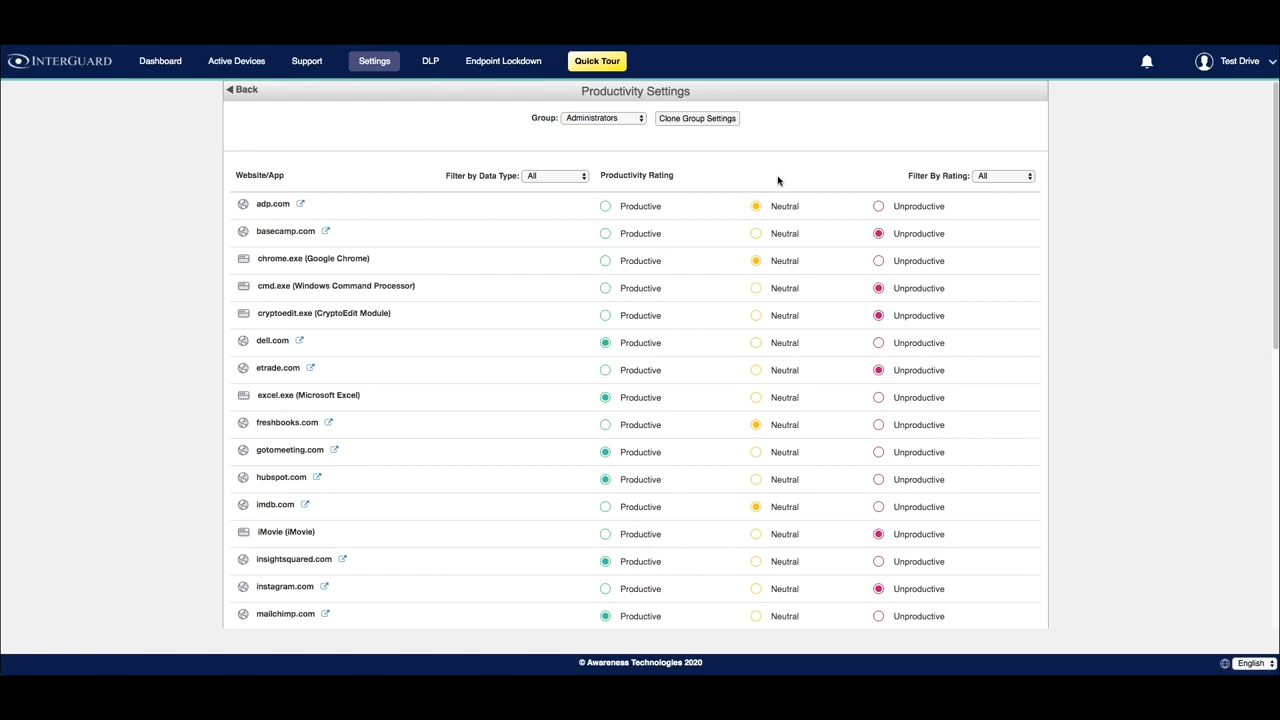 INTERGUARD Dashboard Active Devices Support Settings DLP Endpoint Lockdown Quick Tour Test Drive
Back Productivity Settings
Group: Administrators Clone Group Settings
Website/App Filter by Data Type: All Productivity Rating Filter By Rating: All
adp.com Productive Neutral Unproductive
basecamp.com Productive Neutral Unproductive
chrome.exe (Google Chrome) Productive Neutral Unproductive
cmd.exe (Windows Command Processor) Productive Neutral Unproductive
cryptoedit.exe (CryptoEdit Module) Productive Neutral Unproductive
dell.com Productive Neutral Unproductive
etrade.com Productive Neutral Unproductive
excel.exe (Microsoft Excel) Productive Neutral Unproductive
freshbooks.com Productive Neutral Unproductive
gotomeeting.com Productive Neutral Unproductive
hubspot.com Productive Neutral Unproductive
imdb.com Productive Neutral Unproductive
iMovie (iMovie) Productive Neutral Unproductive
insightsquared.com Productive Neutral Unproductive
instagram.com Productive Neutral Unproductive
mailchimp.com Productive Neutral Unproductive
© Awareness Technologies 2020 English